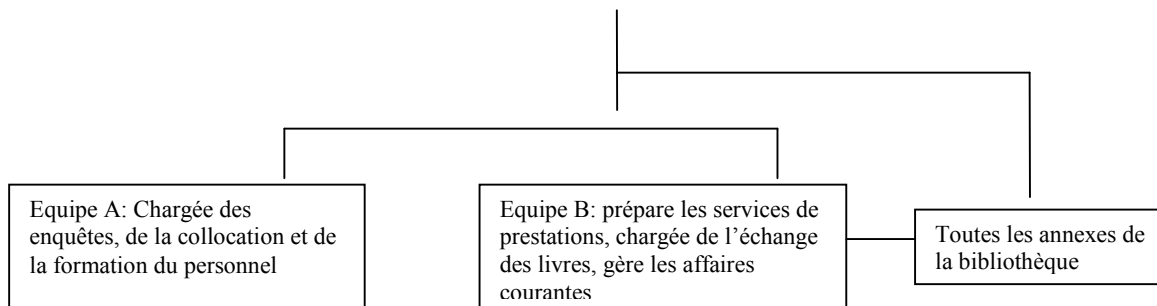 Equipe A: Chargée des
enquêtes, de la collocation et de
la formation du personnel
Equipe B: prépare les services de
prestations, chargée de l’échange
des livres, gère les affaires
courantes
Toutes les annexes de
la bibliothèque